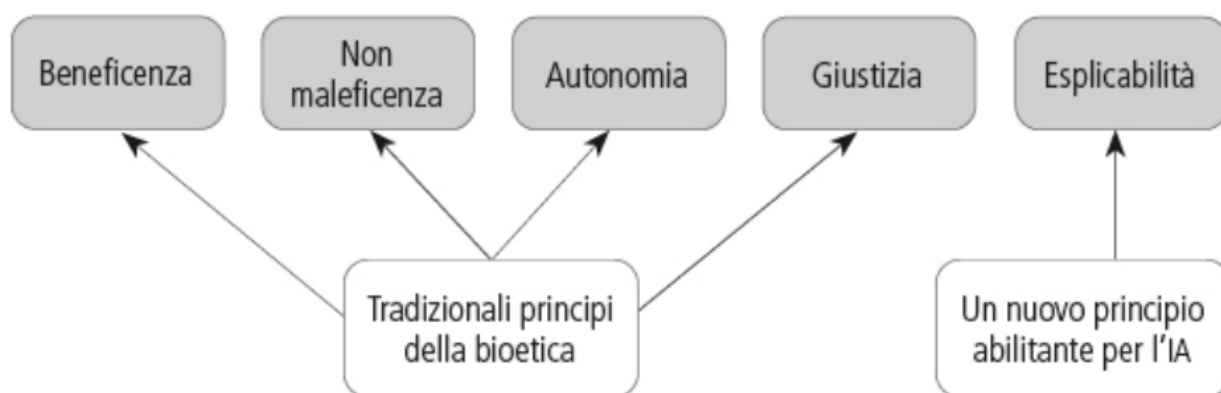 Beneficenza
Non
maleficenza
Autonomia
Giustizia
Esplicabilità
Tradizionali principi
della bioetica
Un nuovo principio
abilitante per l'IA